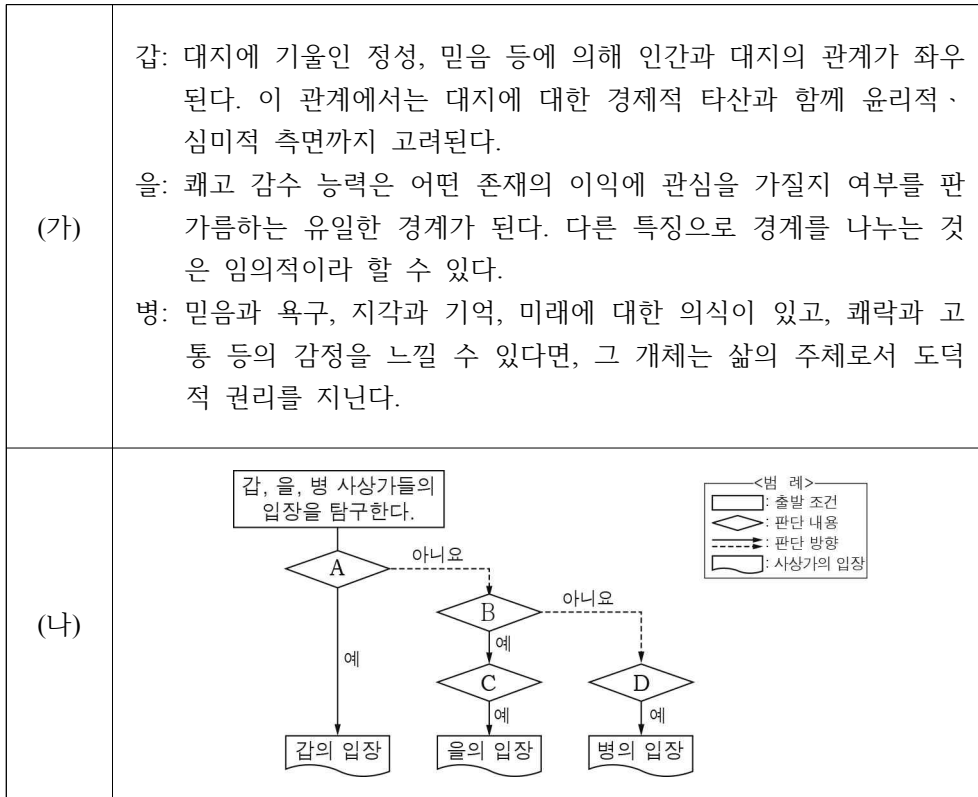 (가)
갑: 대지에 기울인 정성, 믿음 등에 의해 인간과 대지의 관계가 좌우
된다. 이 관계에서는 대지에 대한 경제적 타산과 함께 윤리적ㆍ
심미적 측면까지 고려된다.
을: 쾌고 감수 능력은 어떤 존재의 이익에 관심을 가질지 여부를 판
가름하는 유일한 경계가 된다. 다른 특징으로 경계를 나누는 것
은 임의적이라 할 수 있다.
병: 믿음과 욕구, 지각과 기억, 미래에 대한 의식이 있고, 쾌락과 고
통 등의 감정을 느낄 수 있다면, 그 개체는 삶의 주체로서 도덕
적 권리를 지닌다.
(나)
갑, 을, 병 사상가들의
입장을 탐구한다.
<범 례>
: 출발 조건
: 판단 내용
: 판단 방향
: 사상가의 입장
A
아니요
B
아니요
예
예
C
D
예
예
갑의 입장
을의 입장
병의 입장